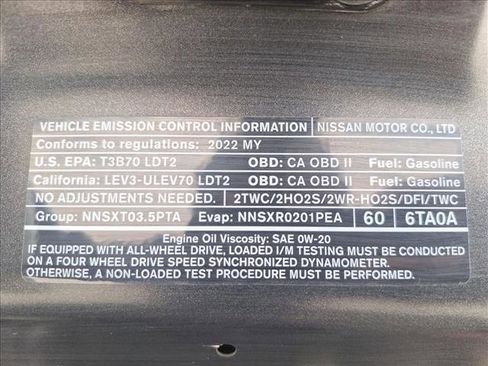 VEHICLE EMISSION CONTROL INFORMATION NISSAN MOTOR CO., LTD
Conforms to regulations: 2022 MY
U.S. EPA: T3B70 LDT2 OBD: CA OBD II Fuel: Gasoline
California: LEV3-ULEV70 LDT2 OBD: CA OBD II Fuel: Gasoline
NO ADJUSTMENTS NEEDED. 2TWC/2HO2S/2WR-HO2S/DFI/TWC
Group: NNSXT03.5PTA Evap: NNSXR0201PEA 60 6TA0A
Engine Oil Viscosity: SAE 0W-20
IF EQUIPPED WITH ALL-WHEEL DRIVE, LOADED I/M TESTING MUST BE CONDUCTED
ON A FOUR WHEEL DRIVE SPEED SYNCHRONIZED DYNAMOMETER.
OTHERWISE, A NON-LOADED TEST PROCEDURE MUST BE PERFORMED.